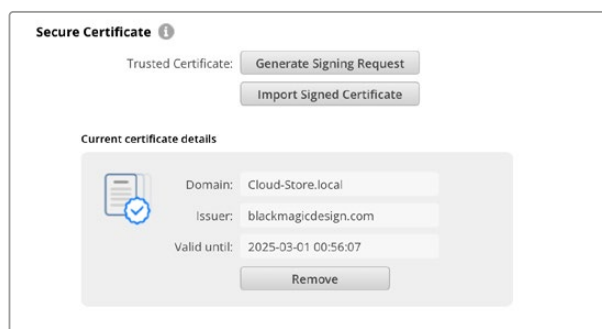 Secure Certificate
Trusted Certificate: Generate Signing Request
Import Signed Certificate
Current certificate details
Domain: Cloud-Store.local
Issuer: blackmagicdesign.com
Valid until: 2025-03-01 00:56:07
Remove